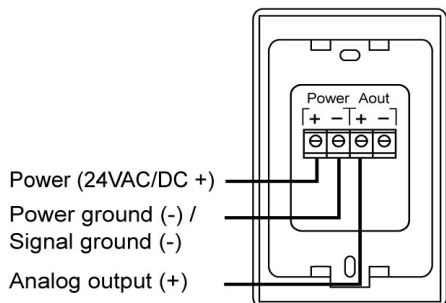 Power Aout
+ − + −
Power (24VAC/DC +)
Power ground (-) /
Signal ground (-)
Analog output (+)